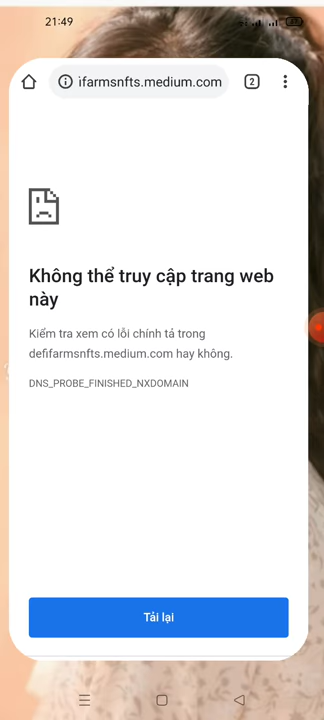 21:49
ifarmsnfts.medium.com
2
Không thể truy cập trang web
này
Kiểm tra xem có lỗi chính tả trong
defifarmsnfts.medium.com hay không.
DNS_PROBE_FINISHED_NXDOMAIN
Tải lại